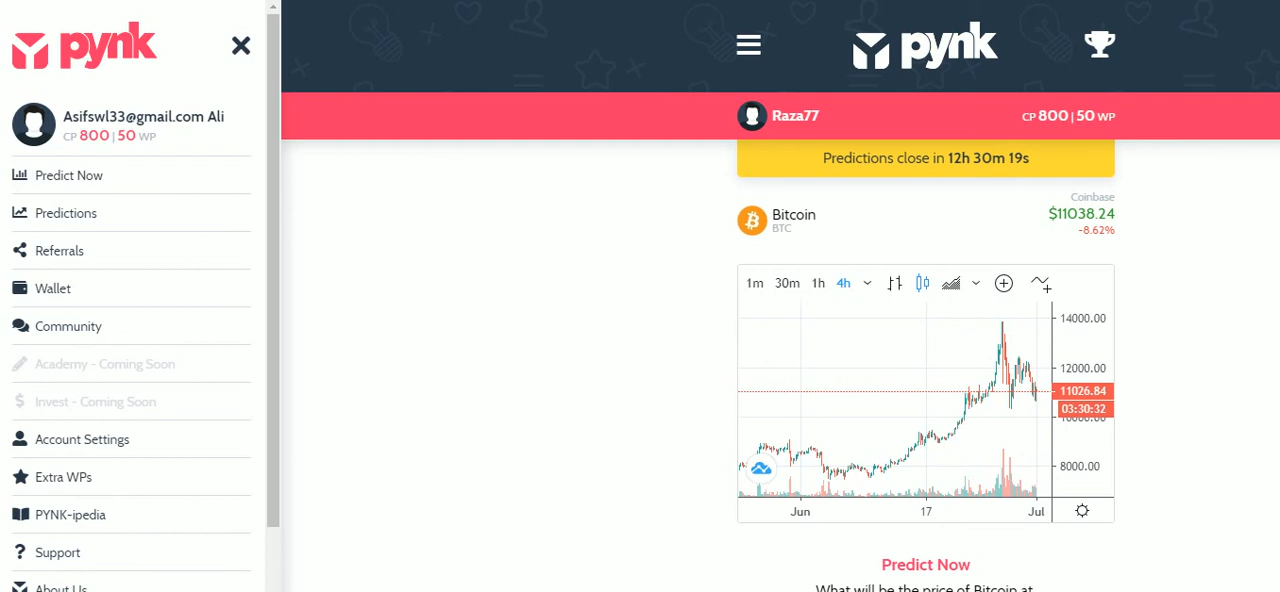 pynk
Asifswl33@gmail.com Ali
CP 800 | 50 WP
Predict Now
Predictions
Referrals
Wallet
Community
Academy - Coming Soon
Invest - Coming Soon
Account Settings
Extra WPs
PYNK-ipedia
Support
About Us
pynk
Raza77
CP 800 | 50 WP
Predictions close in 12h 30m 19s
Bitcoin
BTC
Coinbase
$11038.24
-8.62%
1m 30m 1h 4h
14000.00
12000.00
11026.84
03:30:32
10000.00
8000.00
Jun 17 Jul
Predict Now
What will be the price of Bitcoin at